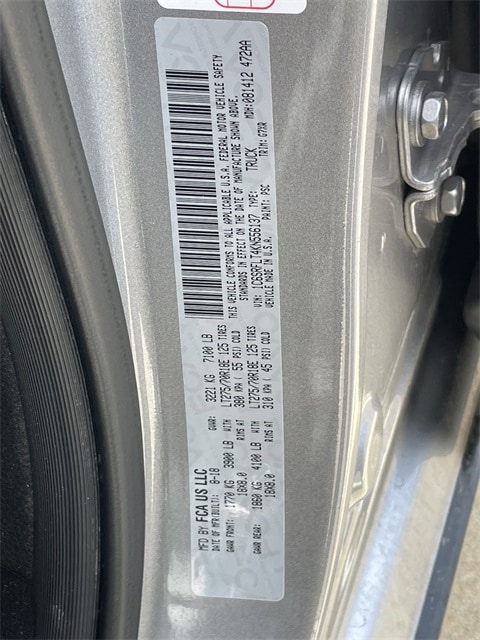 MFD BY FCA US LLC
DATE OF MFR(BUILT): 8-18 GVWR: 3221 KG 7100 LB
GAWR FRONT: 1770 KG 3900 LB WITH LT275/70R18E 125 TIRES
18X8.0 RIMS AT 380 KPA ( 55 PSI) COLD
GAWR REAR: 1860 KG 4100 LB WITH LT275/70R18E 125 TIRES
18X8.0 RIMS AT 310 KPA ( 45 PSI) COLD
THIS VEHICLE CONFORMS TO ALL APPLICABLE U.S.A. FEDERAL MOTOR VEHICLE SAFETY
STANDARDS IN EFFECT ON THE DATE OF MANUFACTURE SHOWN ABOVE.
VIN: 1C6SRFLT4KN556137 TYPE: TRUCK MDH:081412 472AA
VEHICLE MADE IN U.S.A. PAINT: PSC TRIM: G7XR